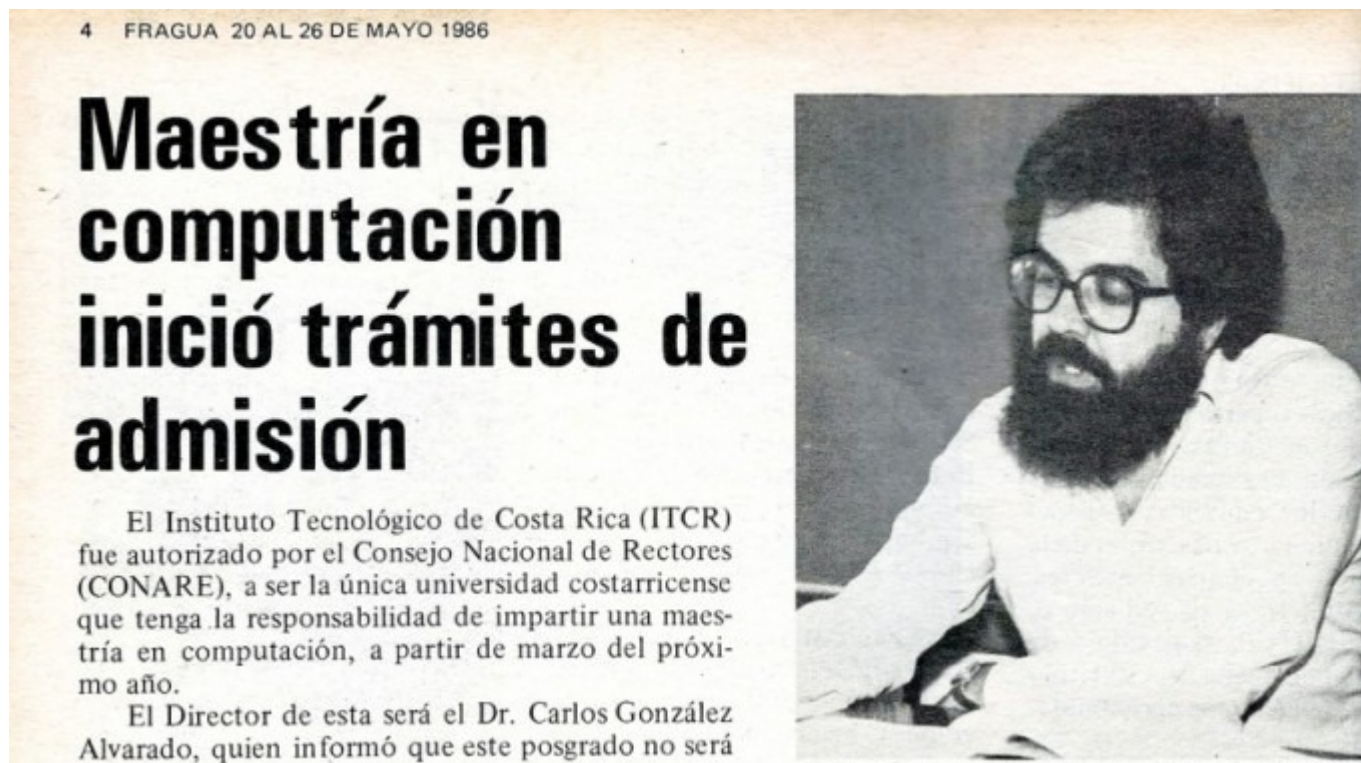 4 FRAGUA 20 AL 26 DE MAYO 1986
Maestría en
computación
inició trámites de
admisión
El Instituto Tecnológico de Costa Rica (ITCR)
fue autorizado por el Consejo Nacional de Rectores
(CONARE), a ser la única universidad costarricense
que tenga la responsabilidad de impartir una maes-
tría en computación, a partir de marzo del próxi-
mo año.
El Director de esta será el Dr. Carlos González
Alvarado, quien informó que este posgrado no será